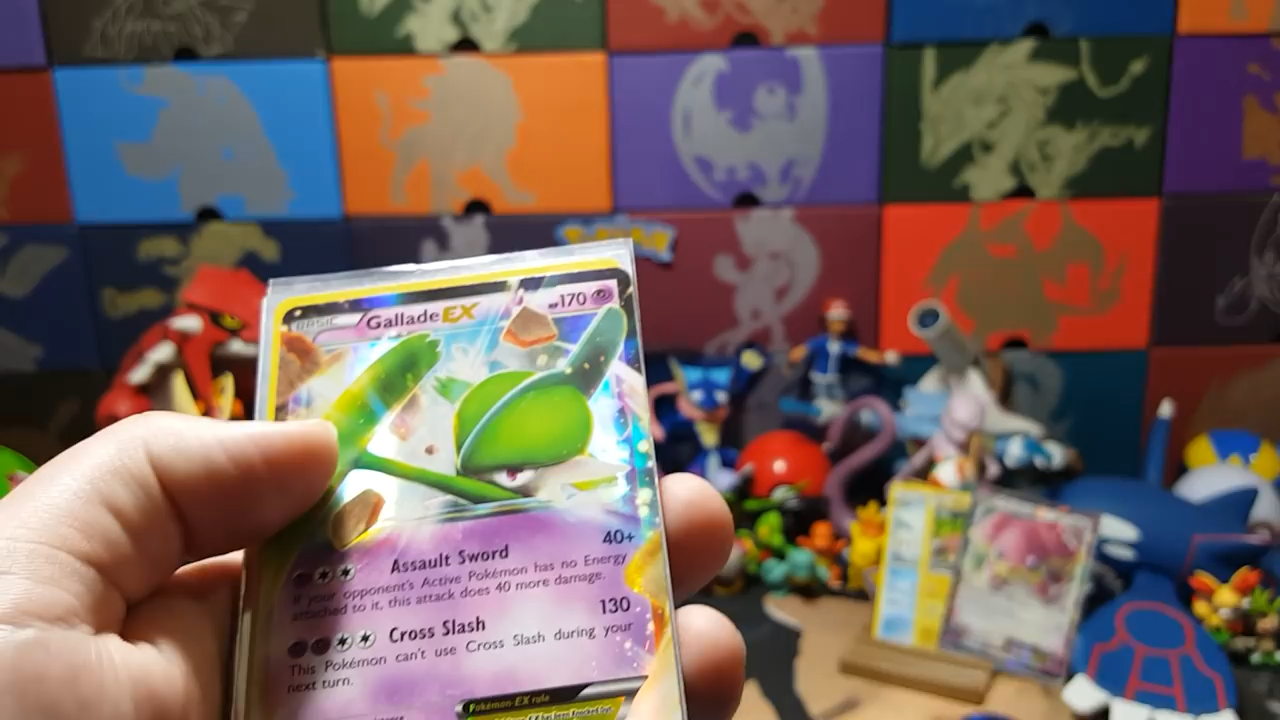 BASIC Gallade EX HP170
Assault Sword 40+
If your opponent's Active Pokémon has no Energy
attached to it, this attack does 40 more damage.
Cross Slash 130
This Pokémon can't use Cross Slash during your
next turn.
Pokémon-EX rule